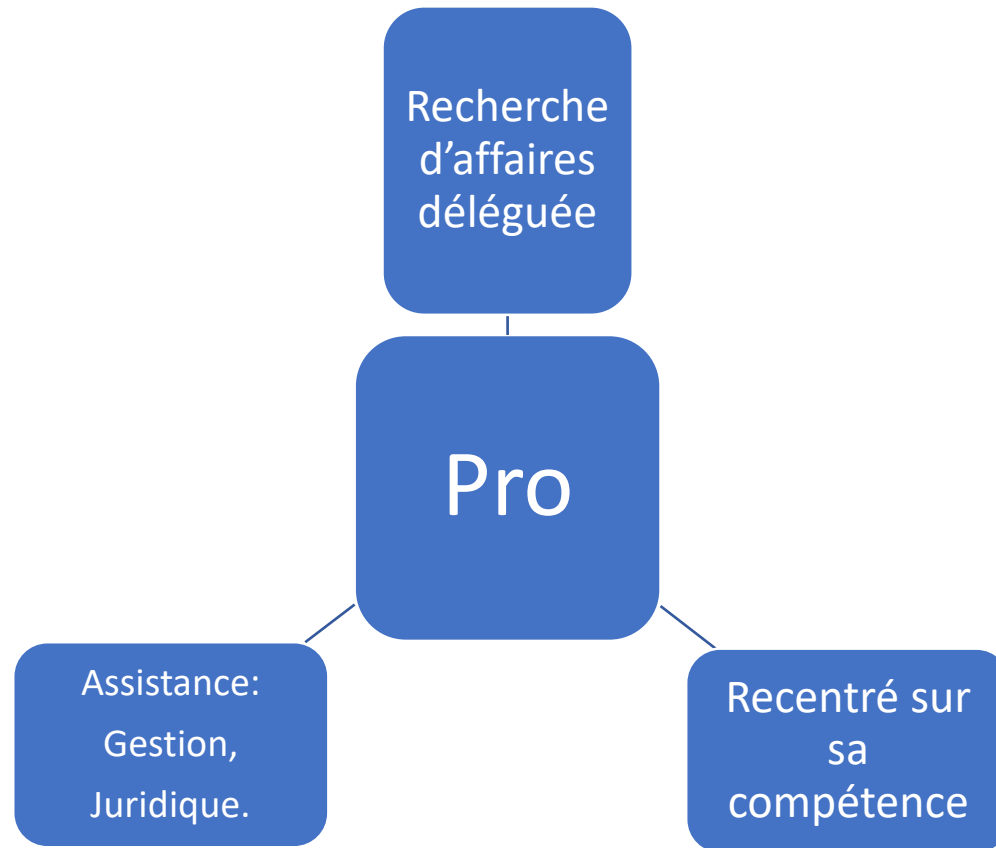 Recherche
d’affaires
déléguée
Pro
Assistance:
Gestion,
Juridique.
Recentré sur
sa
compétence